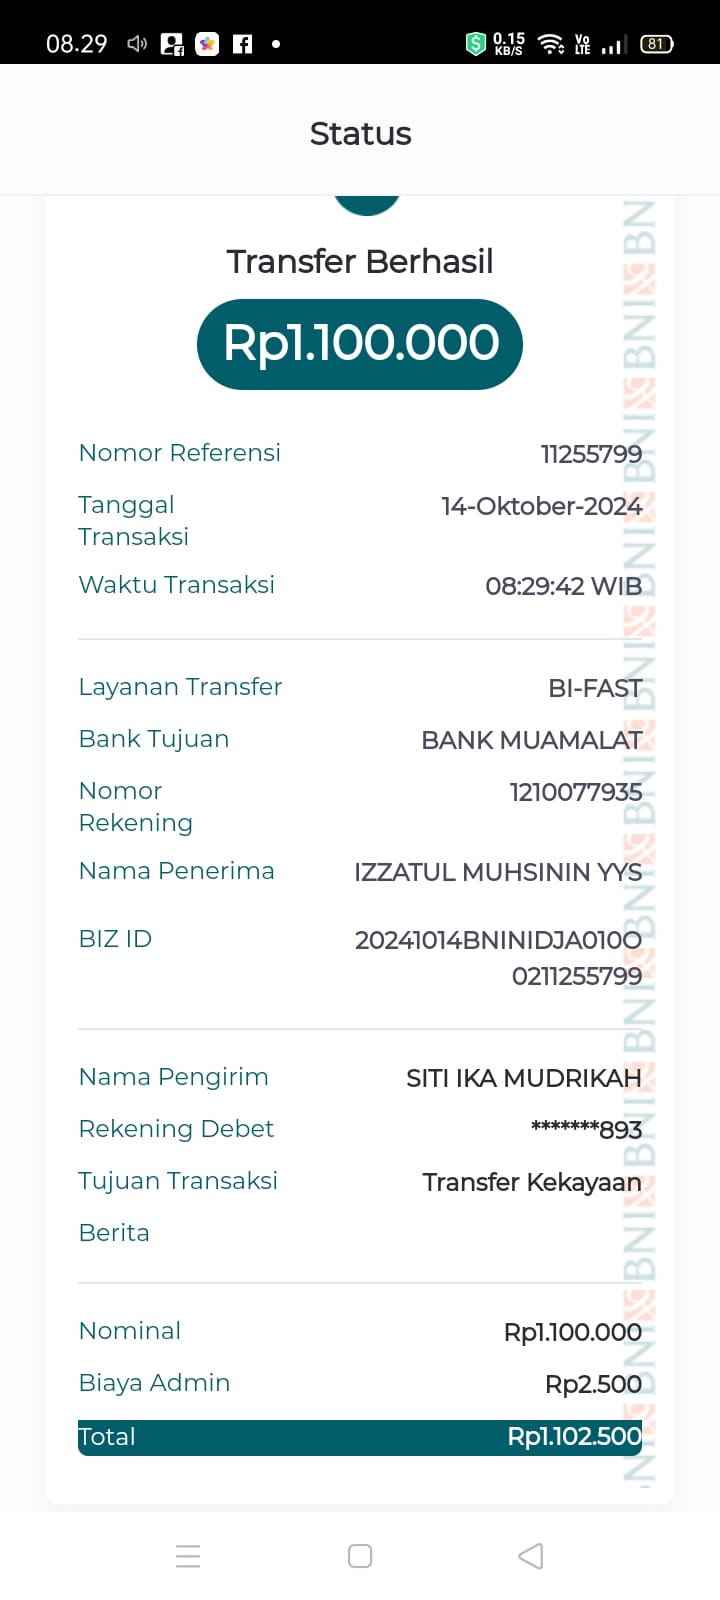 08.29
0.15
KB/S
Vo
LTE
81
Status
Transfer Berhasil
Rp1.100.000
Nomor Referensi 11255799
Tanggal 14-Oktober-2024
Transaksi
Waktu Transaksi 08:29:42 WIB
Layanan Transfer BI-FAST
Bank Tujuan BANK MUAMALAT
Nomor 1210077935
Rekening
Nama Penerima IZZATUL MUHSININ YYS
BIZ ID 20241014BNINIDJA010O
0211255799
Nama Pengirim SITI IKA MUDRIKAH
Rekening Debet *******893
Tujuan Transaksi Transfer Kekayaan
Berita
Nominal Rp1.100.000
Biaya Admin Rp2.500
Total Rp1.102.500
BNI BNI BNI BNI BNI BNI BNI BNI BNI BNI BN